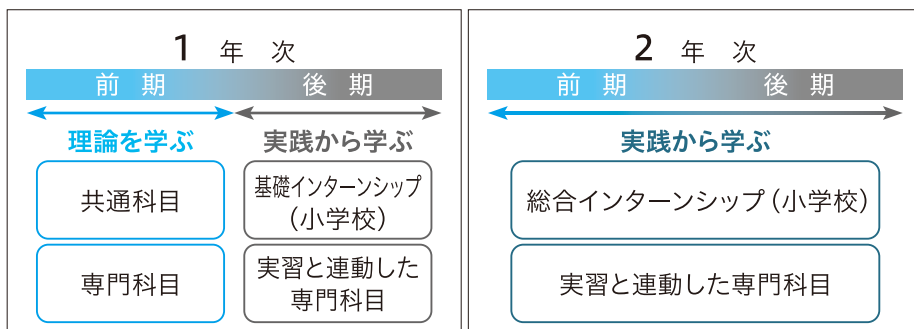 1 年 次
前 期
後 期
理論を学ぶ
実践から学ぶ
共通科目
基礎インターンシップ
（小学校）
専門科目
実習と連動した
専門科目
2 年 次
前 期
後 期
実践から学ぶ
総合インターンシップ（小学校）
実習と連動した専門科目